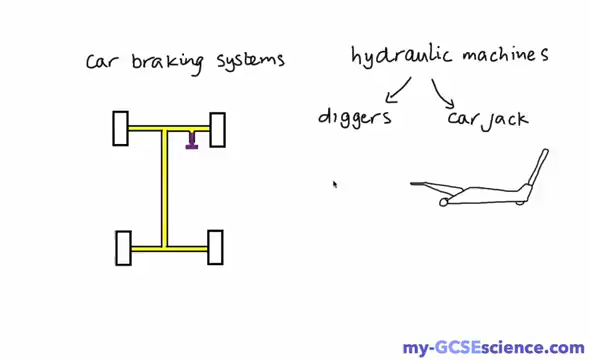 car braking systems
hydraulic machines
diggers
car jack
my-GCSEscience.com